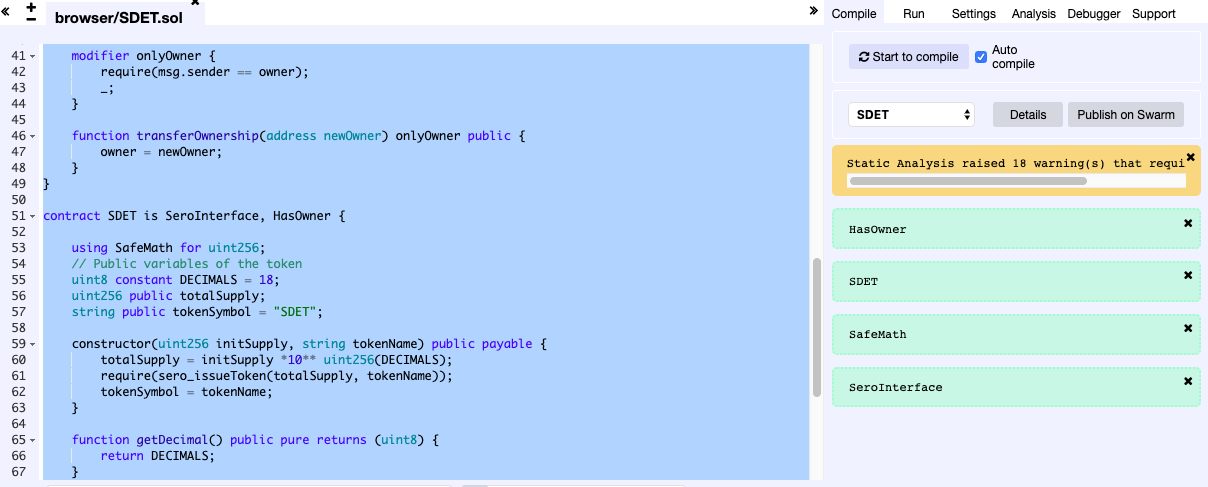 « + − browser/SDET.sol × » Compile Run Settings Analysis Debugger Support
41 modifier onlyOwner {
42 require(msg.sender == owner);
43 _;
44 }
45
46 function transferOwnership(address newOwner) onlyOwner public {
47 owner = newOwner;
48 }
49 }
50
51 contract SDET is SeroInterface, HasOwner {
52
53 using SafeMath for uint256;
54 // Public variables of the token
55 uint8 constant DECIMALS = 18;
56 uint256 public totalSupply;
57 string public tokenSymbol = "SDET";
58
59 constructor(uint256 initSupply, string tokenName) public payable {
60 totalSupply = initSupply *10** uint256(DECIMALS);
61 require(sero_issueToken(totalSupply, tokenName));
62 tokenSymbol = tokenName;
63 }
64
65 function getDecimal() public pure returns (uint8) {
66 return DECIMALS;
67 }
Start to compile
Auto
compile
SDET
Details
Publish on Swarm
Static Analysis raised 18 warning(s) that requi
HasOwner
SDET
SafeMath
SeroInterface